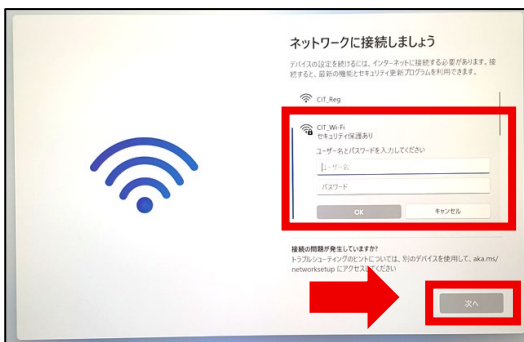 ネットワークに接続しましょう
デバイスの設定を続けるには、インターネットに接続する必要があります。接
続すると、最新の機能とセキュリティ更新プログラムを利用できます。
CIT_Reg
CIT_Wi-Fi
セキュリティ保護あり
ユーザー名とパスワードを入力してください
ユーザー名
パスワード
OK キャンセル
接続の問題が発生していますか?
トラブルシューティングのヒントについては、別のデバイスを使用して、aka.ms/
networksetup にアクセスしてください
次へ